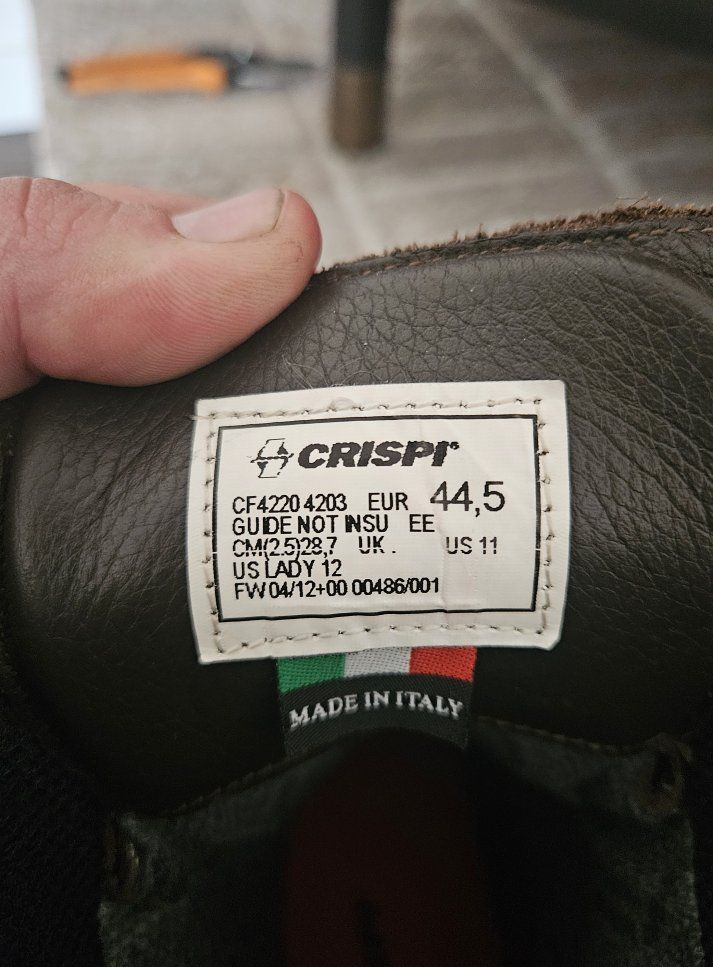 CRISPI
CF4220 4203 EUR 44,5
GUIDE NOT INSU EE
CM(2.5)28,7 UK . US 11
US LADY 12
FW 04/12+00 00486/001
MADE IN ITALY